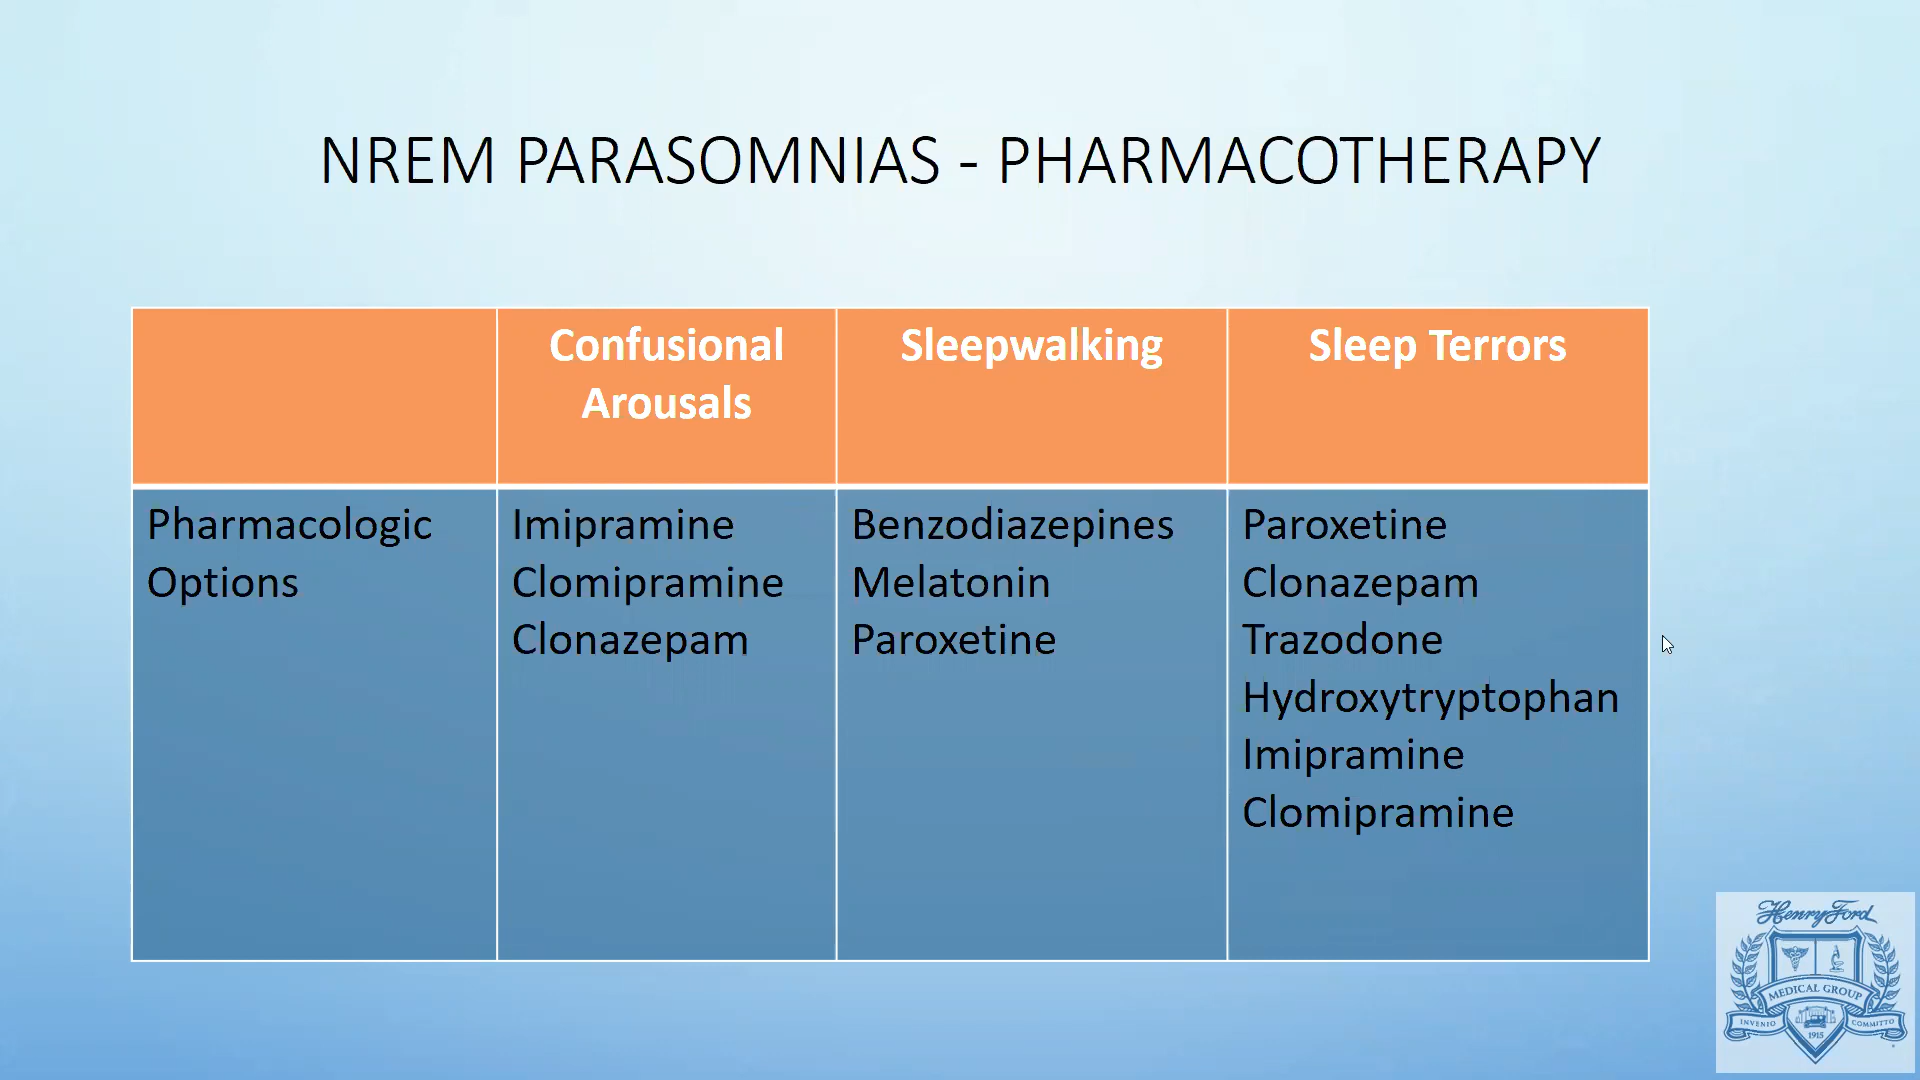 NREM PARASOMNIAS - PHARMACOTHERAPY
Confusional
Arousals
Sleepwalking
Sleep Terrors
Pharmacologic
Options
Imipramine
Clomipramine
Clonazepam
Benzodiazepines
Melatonin
Paroxetine
Paroxetine
Clonazepam
Trazodone
Hydroxytryptophan
Imipramine
Clomipramine
Henry Ford
MEDICAL GROUP
INVENIO
COMMITTO
1915